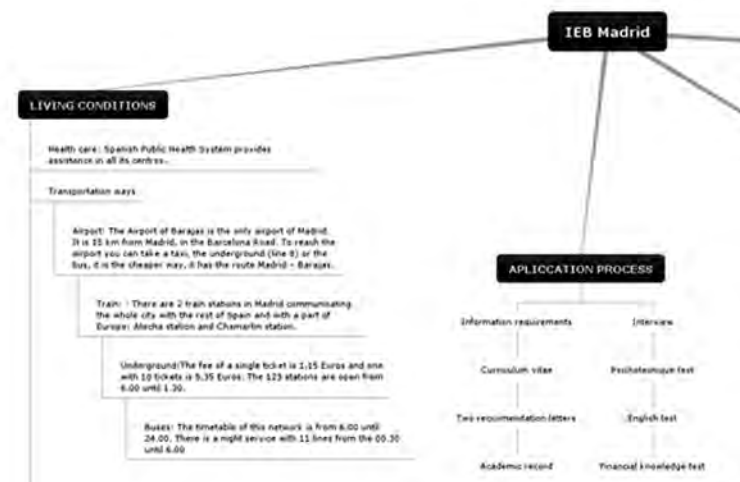 IEB Madrid
LIVING CONDITIONS
Health care: Spanish Public Health System provides
assistance in all its centres.
Transportation ways
Airport: The Airport of Barajas is the only airport of Madrid.
It is 15 km from Madrid, in the Barcelona Road. To reach the
airport you can take a taxi, the underground (line 8) or the
bus, it is the cheaper way, it has the route Madrid - Barajas.
Train: There are 2 train stations in Madrid communicating
the whole city with the rest of Spain and with a part of
Europe: Atocha station and Chamartin station.
Underground:The fee of a single ticket is 1,15 Euros and one
with 10 tickets is 5,35 Euros. The 123 stations are open from
6.00 until 1.30.
Buses: The timetable of this network is from 6.00 until
24.00. There is a night service with 11 lines from the 00.30
until 6.00
APLICCATION PROCESS
Information requirements
Curriculum vitae
Two recommendation letters
Academic record
Interview
Psichotecnique test
English test
Financial knowledge test